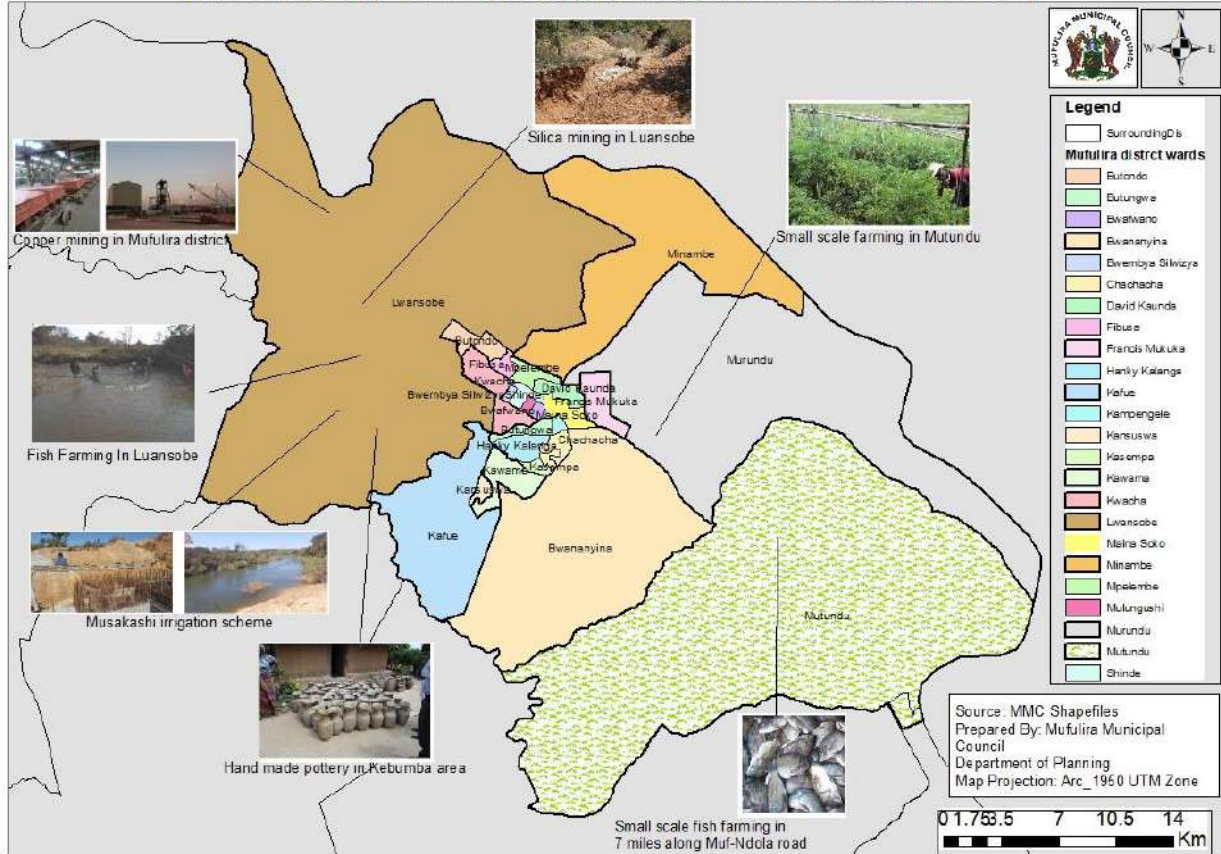 MUFULIRA MUNICIPAL COUNCIL
N
W
E
S
Silica mining in Luansobe
Copper mining in Mufulira district
Small scale farming in Mutundu
Fish Farming In Luansobe
Musakashi irrigation scheme
Hand made pottery in Kebumba area
Small scale fish farming in
7 miles along Muf-Ndola road
Minambe
Lwansobe
Murundu
Butondo
Fibusa
Mpelembe
Kwacha
David Kaunda
Bwembya Silwizya
Shinde
Francis Mukuka
Bwafwano
Maina Soko
Butungwa
Chachacha
Hanky Kalanga
Kasempa
Kawama
Kansuswa
Kafue
Bwananyina
Mutundu
Legend
SurroundingDis
Mufulira distrct wards
Butondo
Butungwa
Bwafwano
Bwananyina
Bwembya Silwizya
Chachacha
David Kaunda
Fibusa
Francis Mukuka
Hanky Kalanga
Kafue
Kampengele
Kansuswa
Kasempa
Kawama
Kwacha
Lwansobe
Maina Soko
Minambe
Mpelembe
Mulungushi
Murundu
Mutundu
Shinde
Source: MMC Shapefiles
Prepared By: Mufulira Municipal
Council
Department of Planning
Map Projection: Arc_1950 UTM Zone
0 1.75 3.5 7 10.5 14
Km